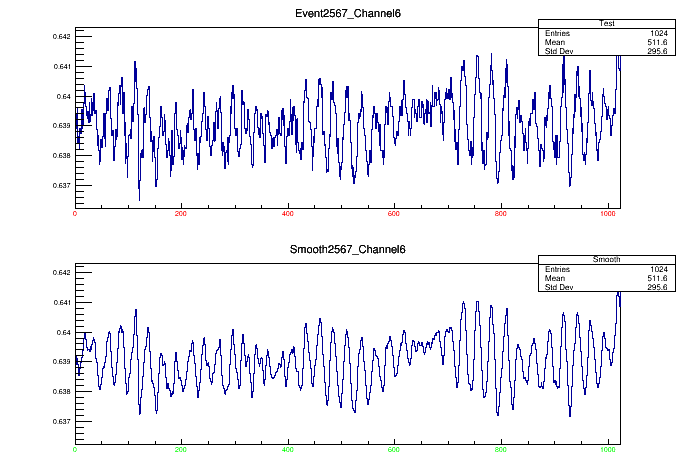 Event2567_Channel6
Test
Entries 1024
Mean 511.6
Std Dev 295.6
0.642
0.641
0.64
0.639
0.638
0.637
0 200 400 600 800 1000
Smooth2567_Channel6
Smooth
Entries 1024
Mean 511.6
Std Dev 295.6
0.642
0.641
0.64
0.639
0.638
0.637
0 200 400 600 800 1000